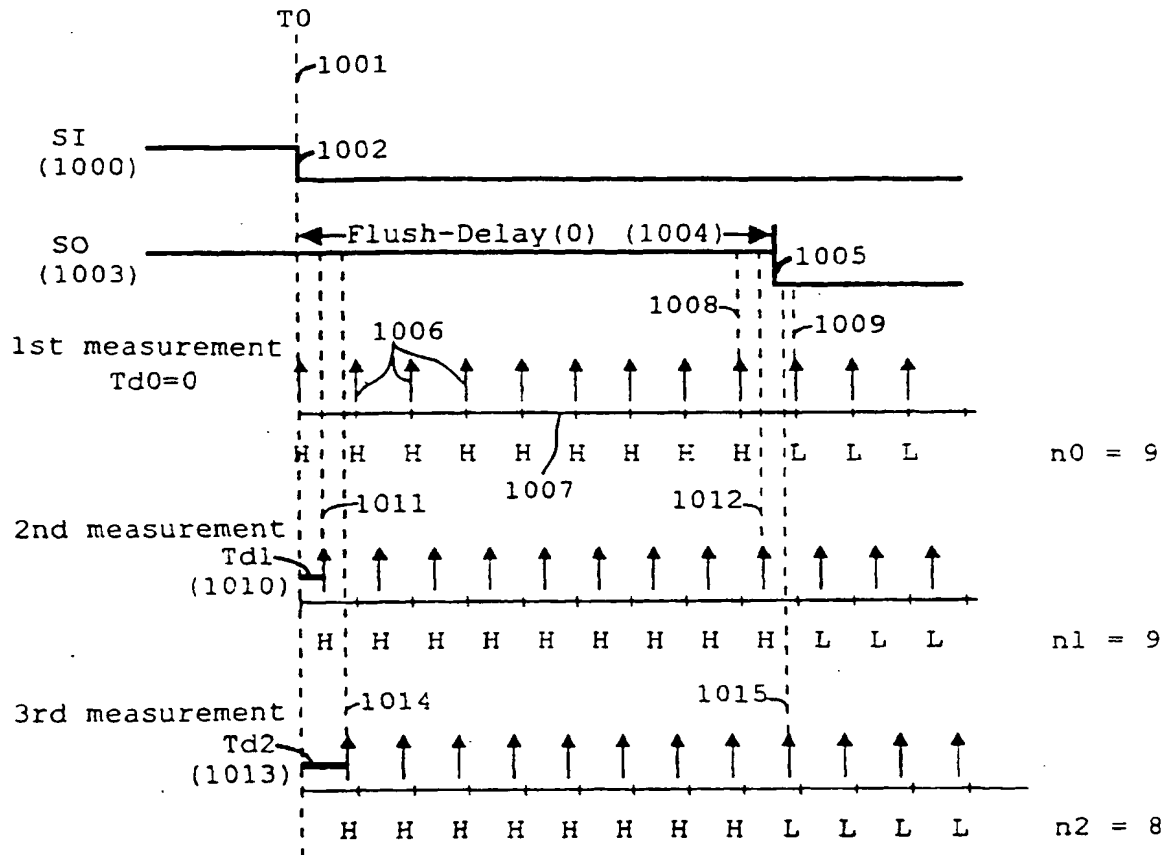 T0
1001
SI
(1000)
1002
Flush-Delay(0) (1004)
SO
(1003)
1005
1008
1009
1006
1st measurement
Td0=0
H H H H H H H H H L L L n0 = 9
1007
1011
1012
2nd measurement
Td1
(1010)
H H H H H H H H H L L L n1 = 9
1014
1015
3rd measurement
Td2
(1013)
H H H H H H H H L L L L n2 = 8